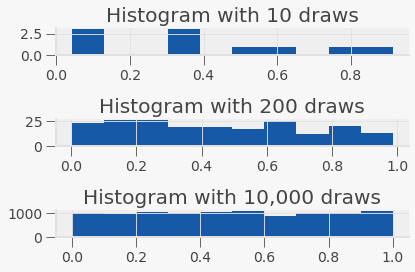 Histogram with 10 draws
2.5
0.0
0.0 0.2 0.4 0.6 0.8
Histogram with 200 draws
25
0
0.0 0.2 0.4 0.6 0.8 1.0
Histogram with 10,000 draws
1000
0
0.0 0.2 0.4 0.6 0.8 1.0